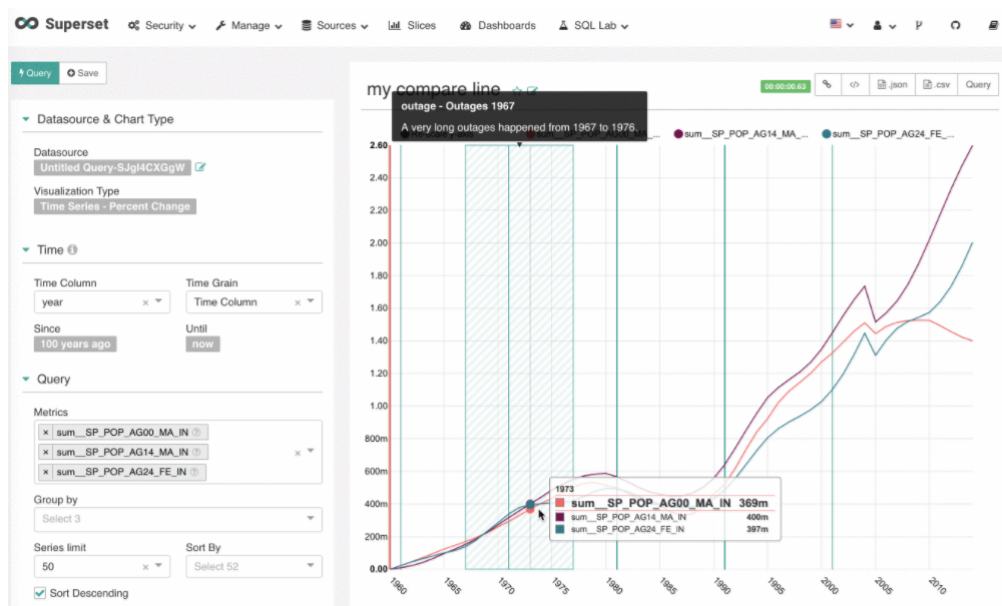 Superset Security Manage Sources Slices Dashboards SQL Lab
Query Save
Datasource & Chart Type
Datasource
Untitled Query-SJgI4CXGgW
Visualization Type
Time Series - Percent Change
Time
Time Column Time Grain
year × Time Column ×
Since Until
100 years ago now
Query
Metrics
× sum__SP_POP_AG00_MA_IN
× sum__SP_POP_AG14_MA_IN
× sum__SP_POP_AG24_FE_IN
Group by
Select 3
Series limit Sort By
50 × Select 52
Sort Descending
my compare line
00:00:00.63 </> .json .csv Query
outage - Outages 1967
A very long outages happened from 1967 to 1976.
sum__SP_POP_AG14_MA_... sum__SP_POP_AG24_FE_...
2.60
2.40
2.20
2.00
1.80
1.60
1.40
1.20
1.00
800m
600m
400m
200m
0.00
1973
sum__SP_POP_AG00_MA_IN 369m
sum__SP_POP_AG14_MA_IN 400m
sum__SP_POP_AG24_FE_IN 397m
1960 1965 1970 1975 1980 1985 1990 1995 2000 2005 2010